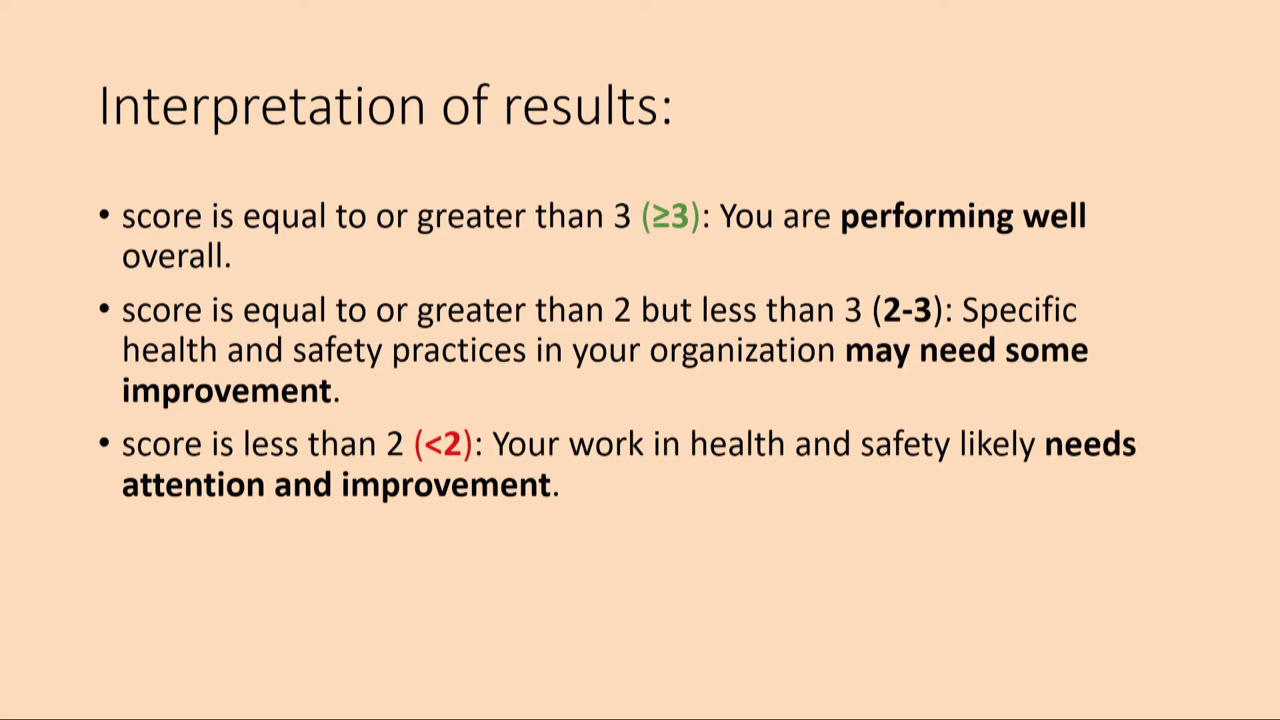 Interpretation of results:
• score is equal to or greater than 3 (≥3): You are performing well
overall.
• score is equal to or greater than 2 but less than 3 (2-3): Specific
health and safety practices in your organization may need some
improvement.
• score is less than 2 (<2): Your work in health and safety likely needs
attention and improvement.